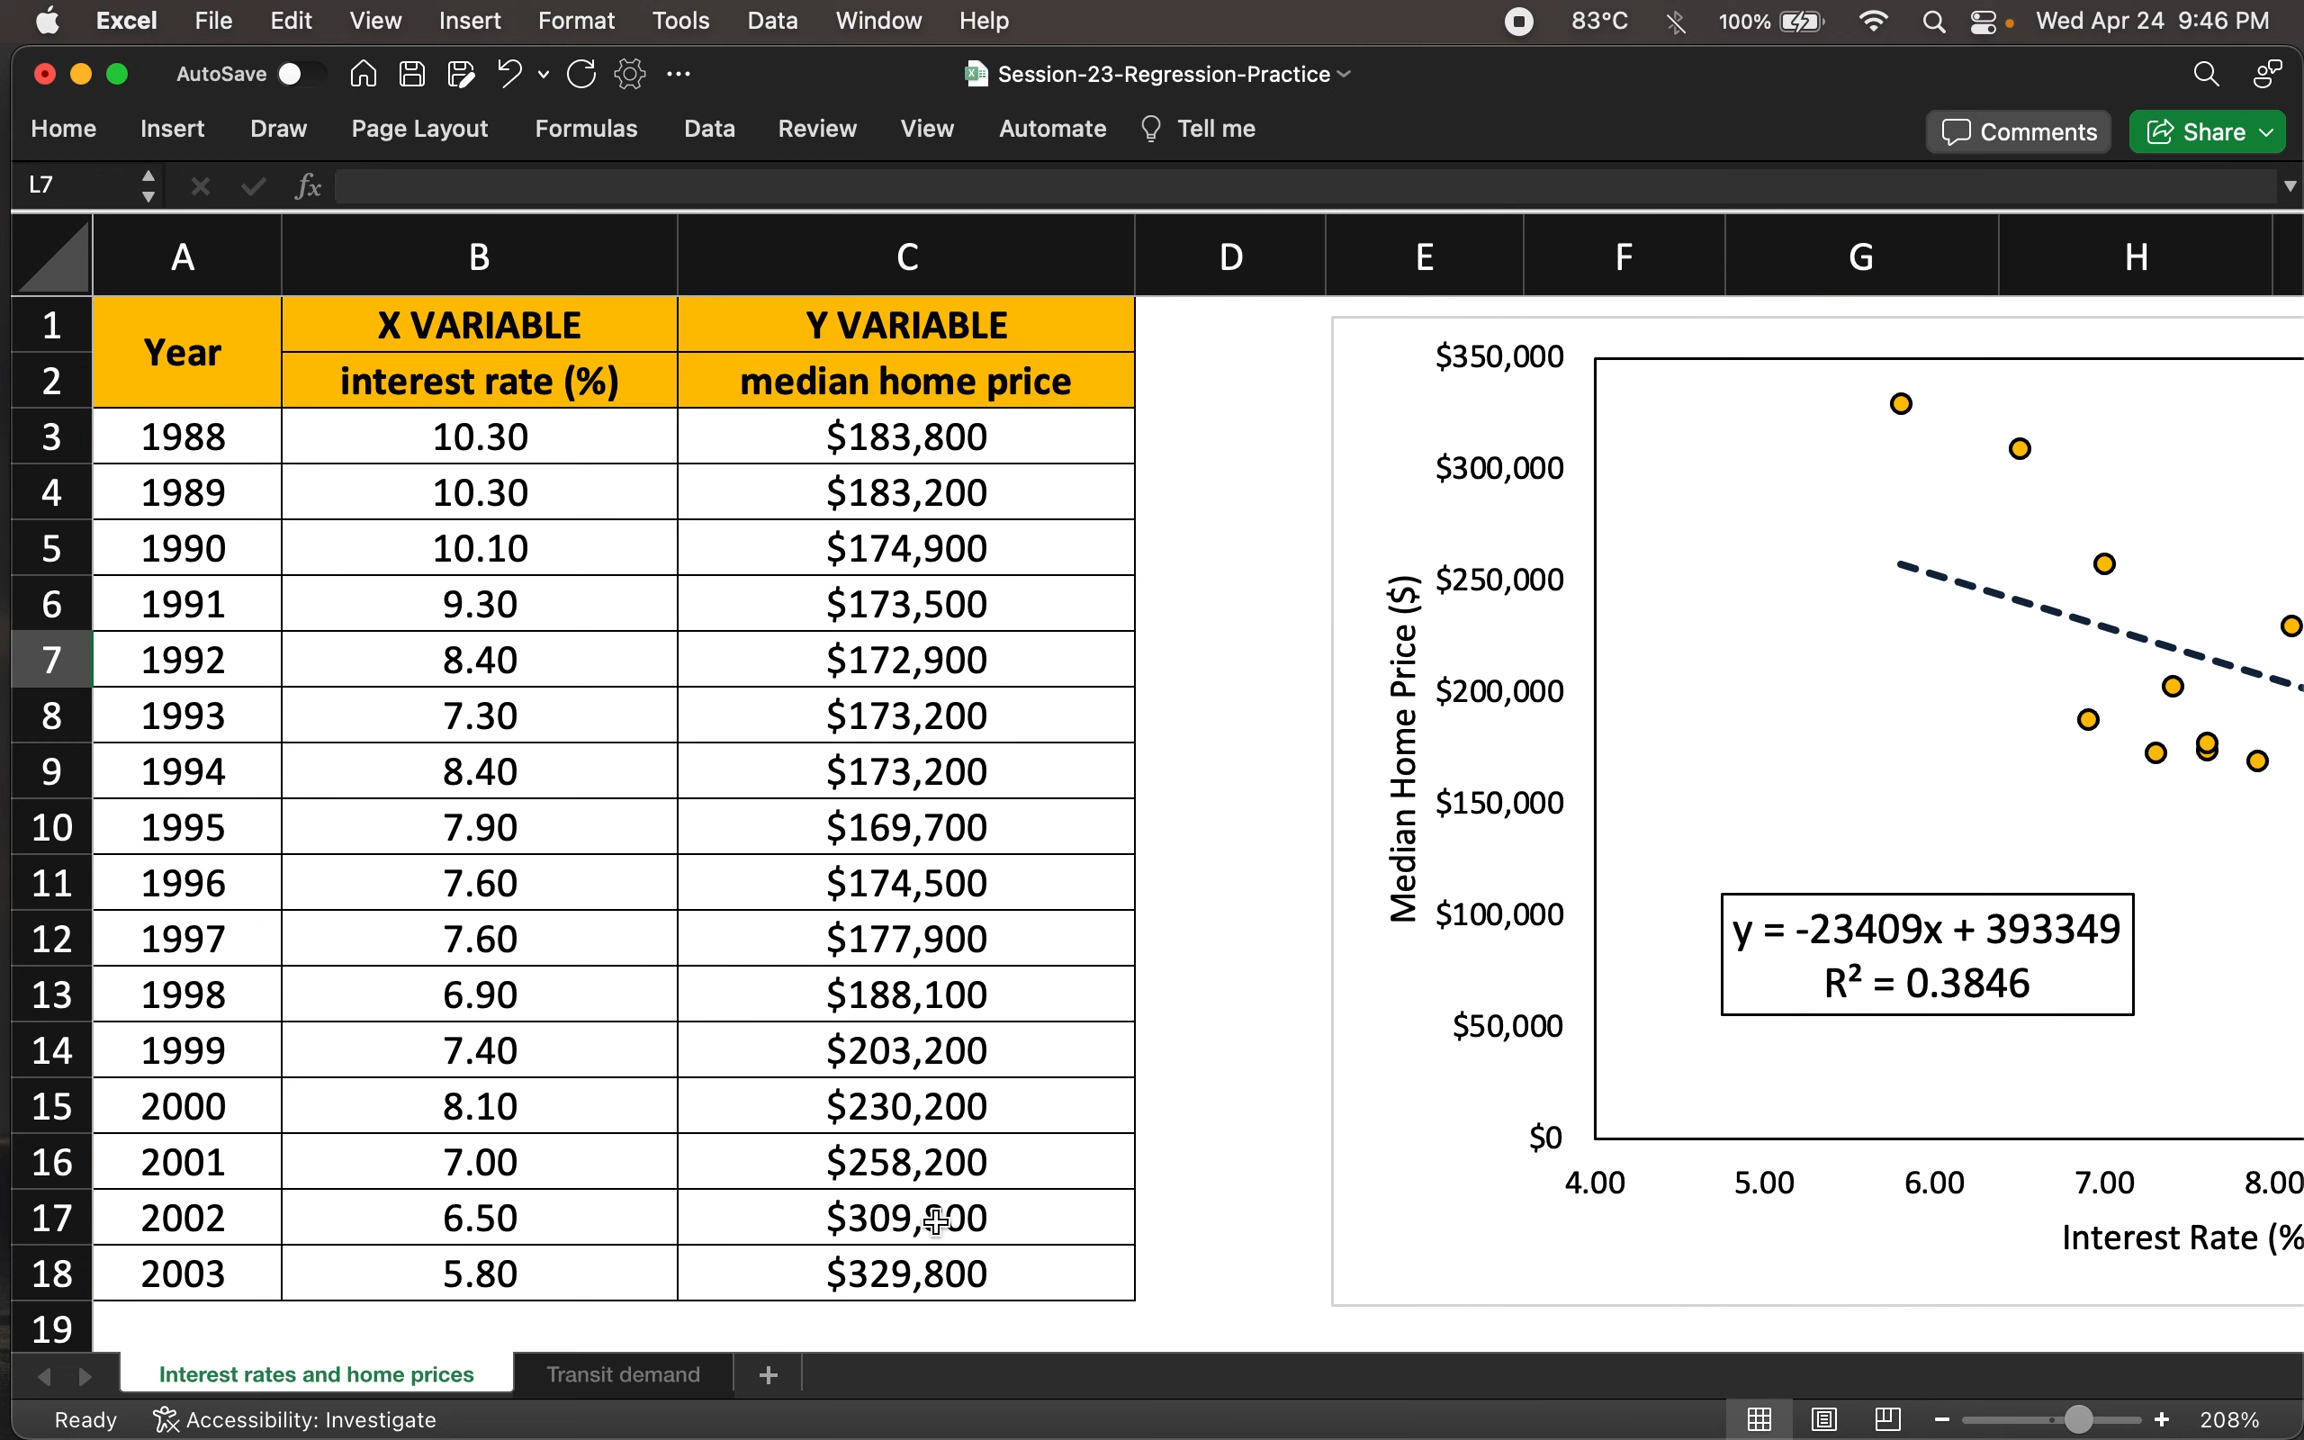 Excel File Edit View Insert Format Tools Data Window Help 83°C 100% Wed Apr 24 9:46 PM
AutoSave Session-23-Regression-Practice
Home Insert Draw Page Layout Formulas Data Review View Automate Tell me Comments Share
L7 fx
A B C D E F G H
1 X VARIABLE Y VARIABLE
Year
2 interest rate (%) median home price
3 1988 10.30 $183,800
4 1989 10.30 $183,200
5 1990 10.10 $174,900
6 1991 9.30 $173,500
7 1992 8.40 $172,900
8 1993 7.30 $173,200
9 1994 8.40 $173,200
10 1995 7.90 $169,700
11 1996 7.60 $174,500
12 1997 7.60 $177,900
13 1998 6.90 $188,100
14 1999 7.40 $203,200
15 2000 8.10 $230,200
16 2001 7.00 $258,200
17 2002 6.50
18 2003 5.80 $329,800
19
Median Home Price ($)
$350,000
$300,000
$250,000
$200,000
$150,000
$100,000
$50,000
$0
y = -23409x + 393349
R² = 0.3846
4.00 5.00 6.00 7.00 8.00
Interest Rate (%
Interest rates and home prices Transit demand +
Ready Accessibility: Investigate 208%